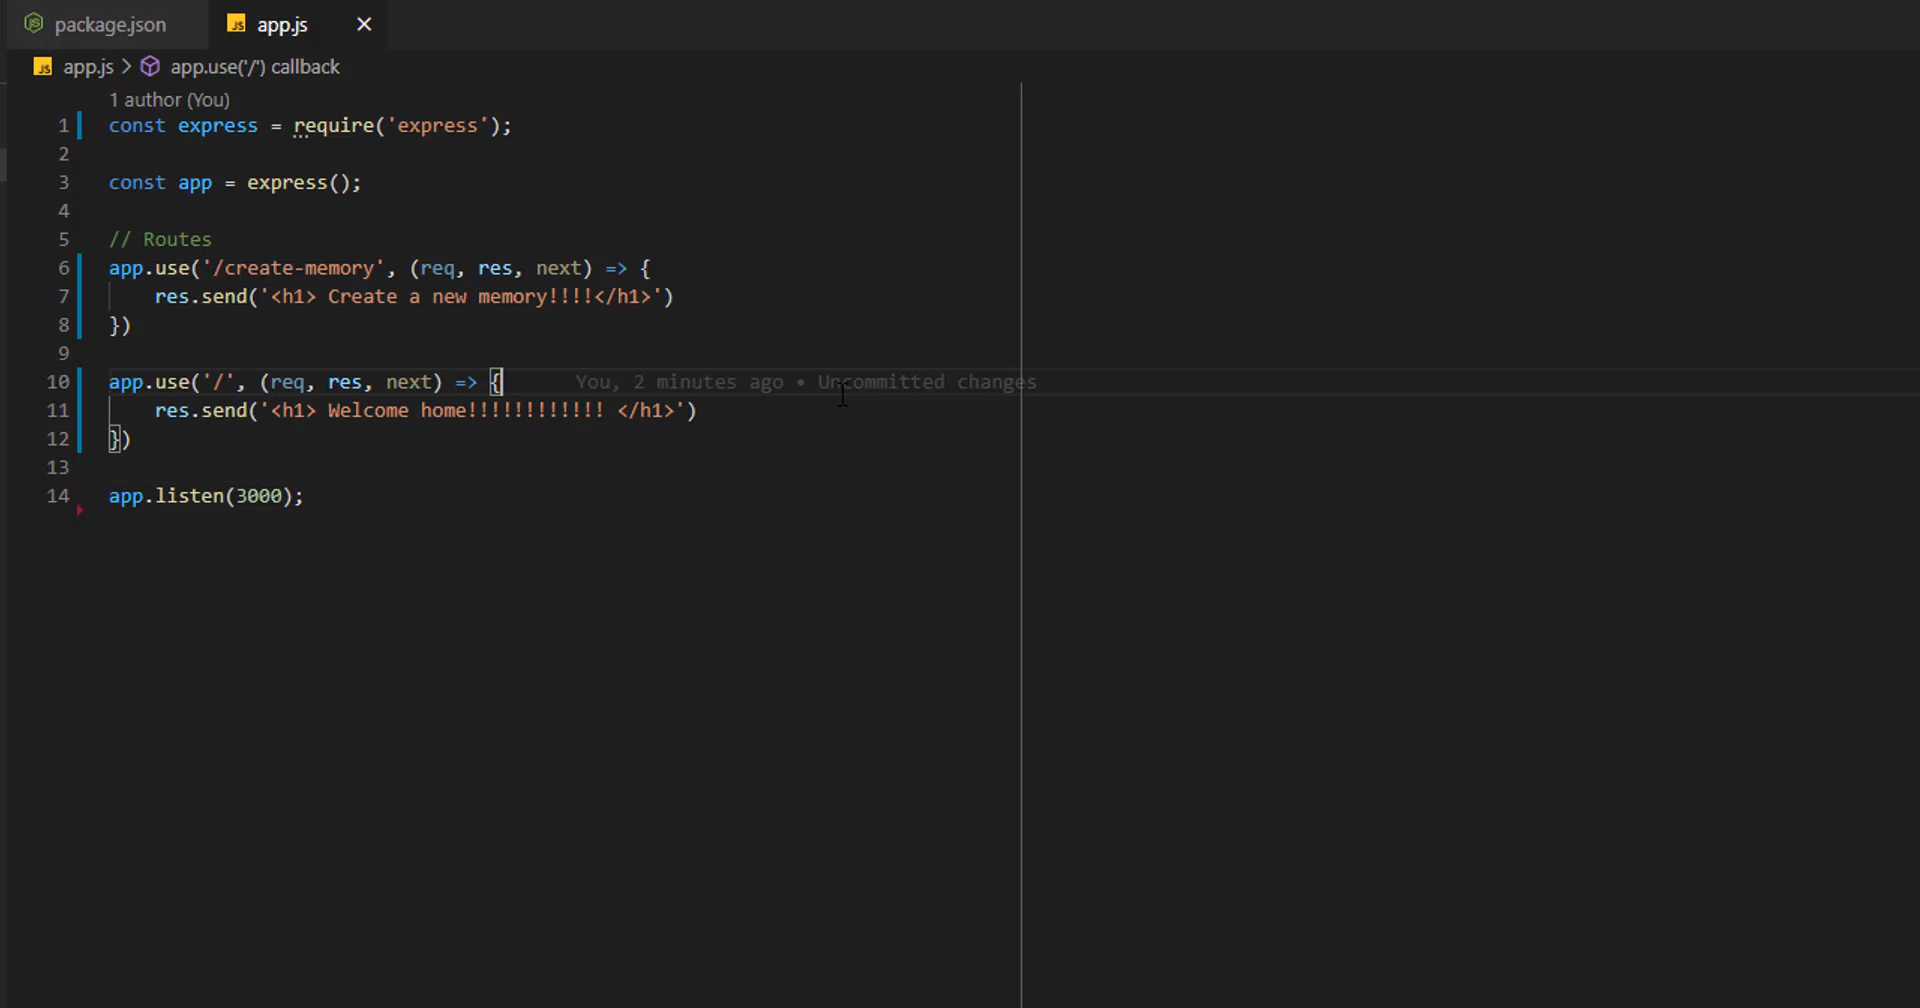 package.json app.js
app.js > app.use('/') callback
1 author (You)
1 const express = require('express');
2
3 const app = express();
4
5 // Routes
6 app.use('/create-memory', (req, res, next) => {
7 res.send('<h1> Create a new memory!!!!</h1>')
8 })
9
10 app.use('/', (req, res, next) => { You, 2 minutes ago • Uncommitted changes
11 res.send('<h1> Welcome home!!!!!!!!!!!! </h1>')
12 })
13
14 app.listen(3000);